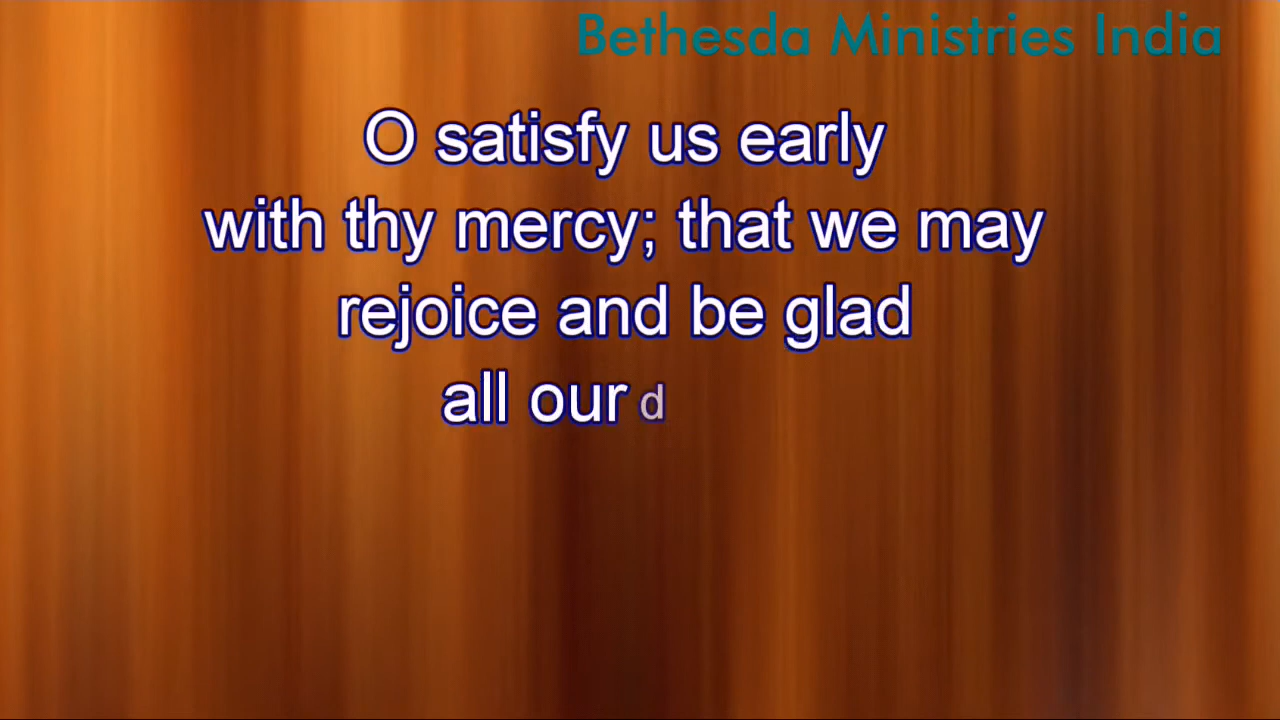 Bethesda Ministries India
O satisfy us early
with thy mercy; that we may
rejoice and be glad
all our d